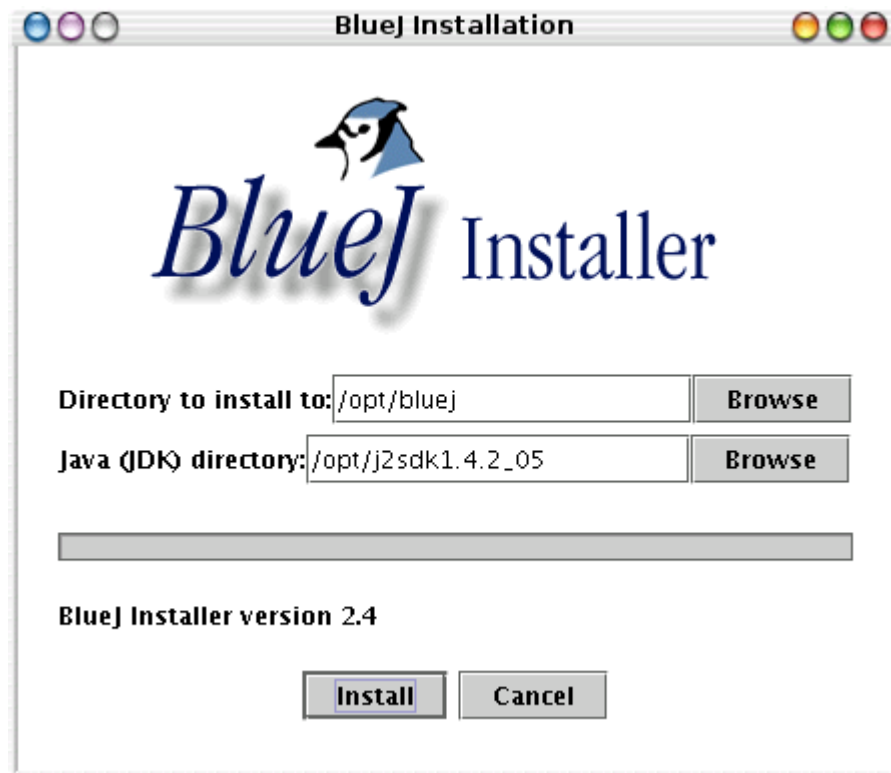 BlueJ Installation
BlueJ Installer
Directory to install to: /opt/bluej Browse
Java (JDK) directory: /opt/j2sdk1.4.2_05 Browse
BlueJ Installer version 2.4
Install Cancel